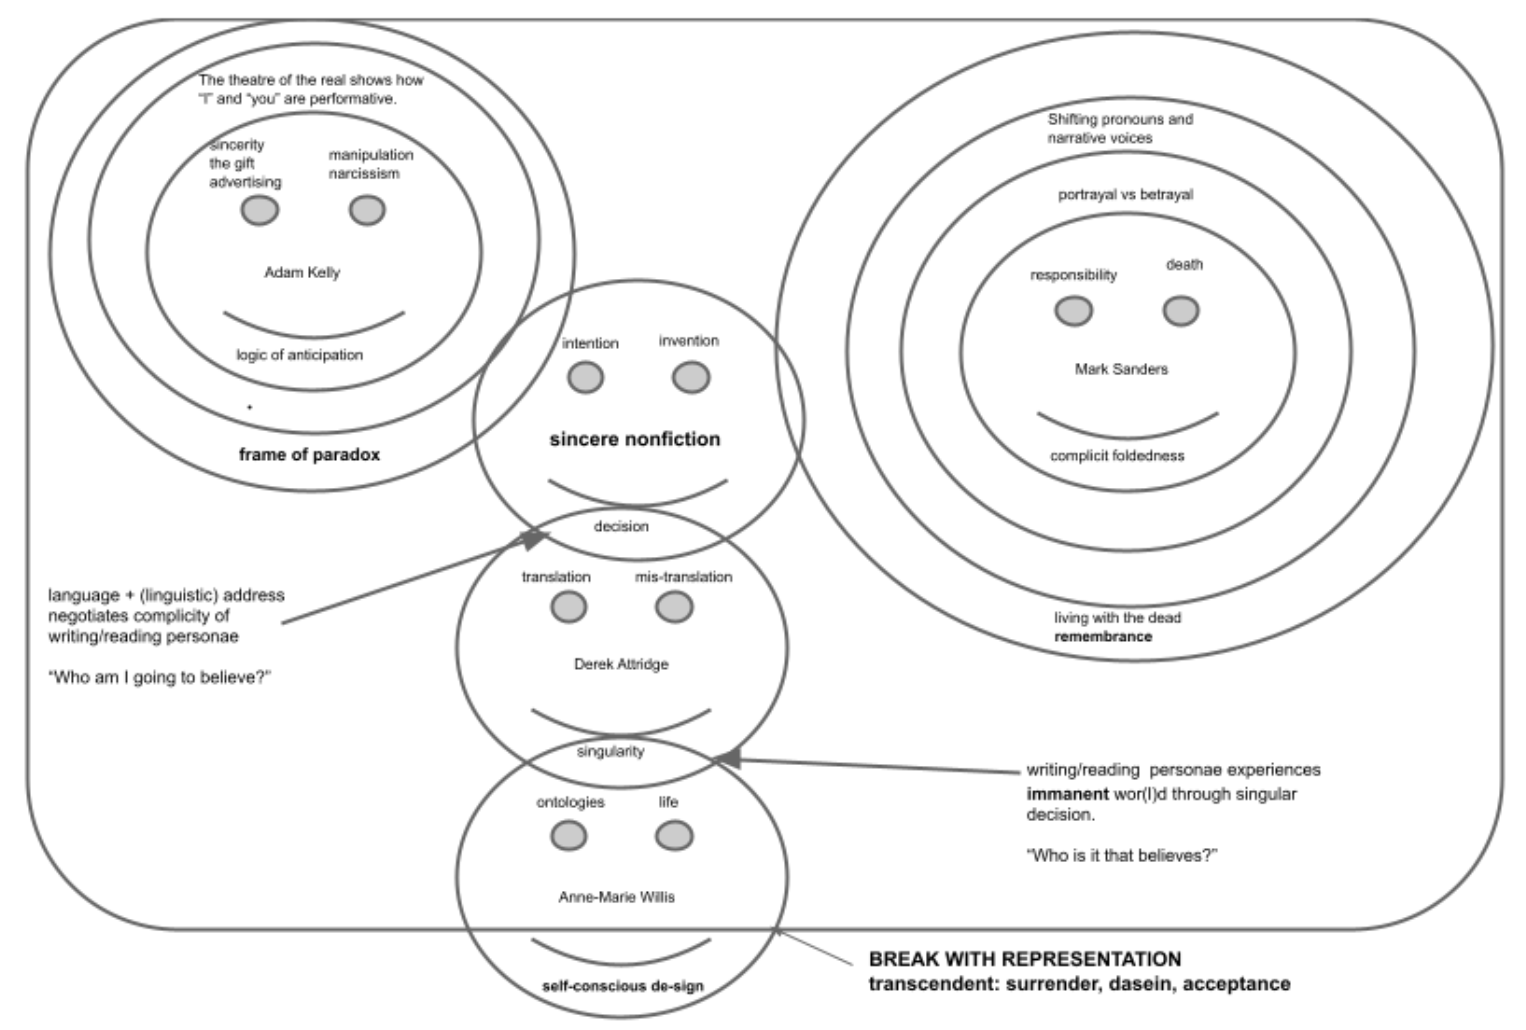 The theatre of the real shows how
"I" and "you" are performative.
sincerity
the gift
advertising
manipulation
narcissism
Adam Kelly
logic of anticipation
frame of paradox
Shifting pronouns and
narrative voices
portrayal vs betrayal
responsibility
death
Mark Sanders
complicit foldedness
living with the dead
remembrance
intention
invention
sincere nonfiction
decision
translation
mis-translation
Derek Attridge
singularity
ontologies
life
Anne-Marie Willis
self-conscious de-sign
language + (linguistic) address
negotiates complicity of
writing/reading personae
"Who am I going to believe?"
writing/reading personae experiences
immanent wor(l)d through singular
decision.
"Who is it that believes?"
BREAK WITH REPRESENTATION
transcendent: surrender, dasein, acceptance